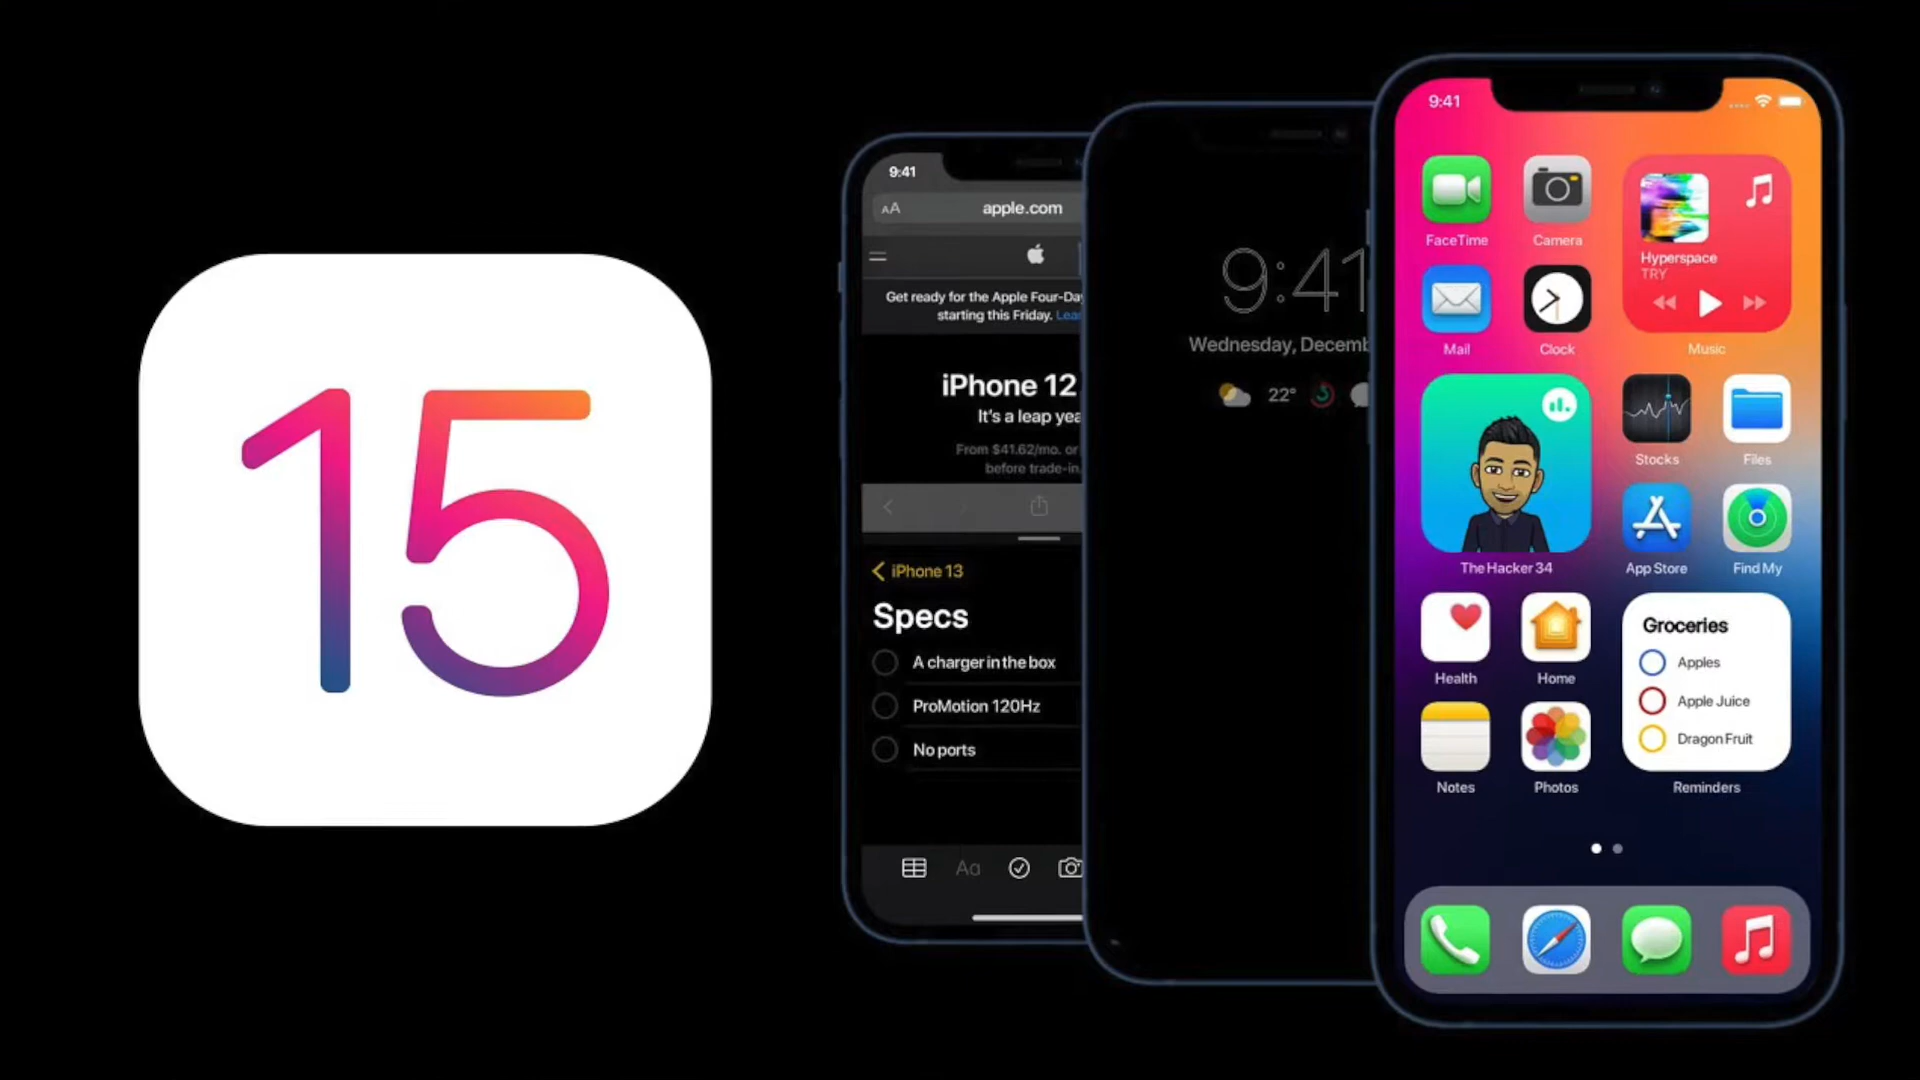 15
9:41
AA
apple.com
Get ready for the Apple Four-Day
starting this Friday.
iPhone 12
It's a leap yea
From $41.62/mo. or
before trade-in.
iPhone 13
Specs
A charger in the box
ProMotion 120Hz
No ports
Aa
9:41
Wednesday, Decemb
22°
9:41
FaceTime
Camera
Hyperspace
TRY
Mail
Clock
Music
The Hacker 34
Stocks
Files
App Store
Find My
Health
Home
Groceries
Apples
Apple Juice
Dragon Fruit
Notes
Photos
Reminders